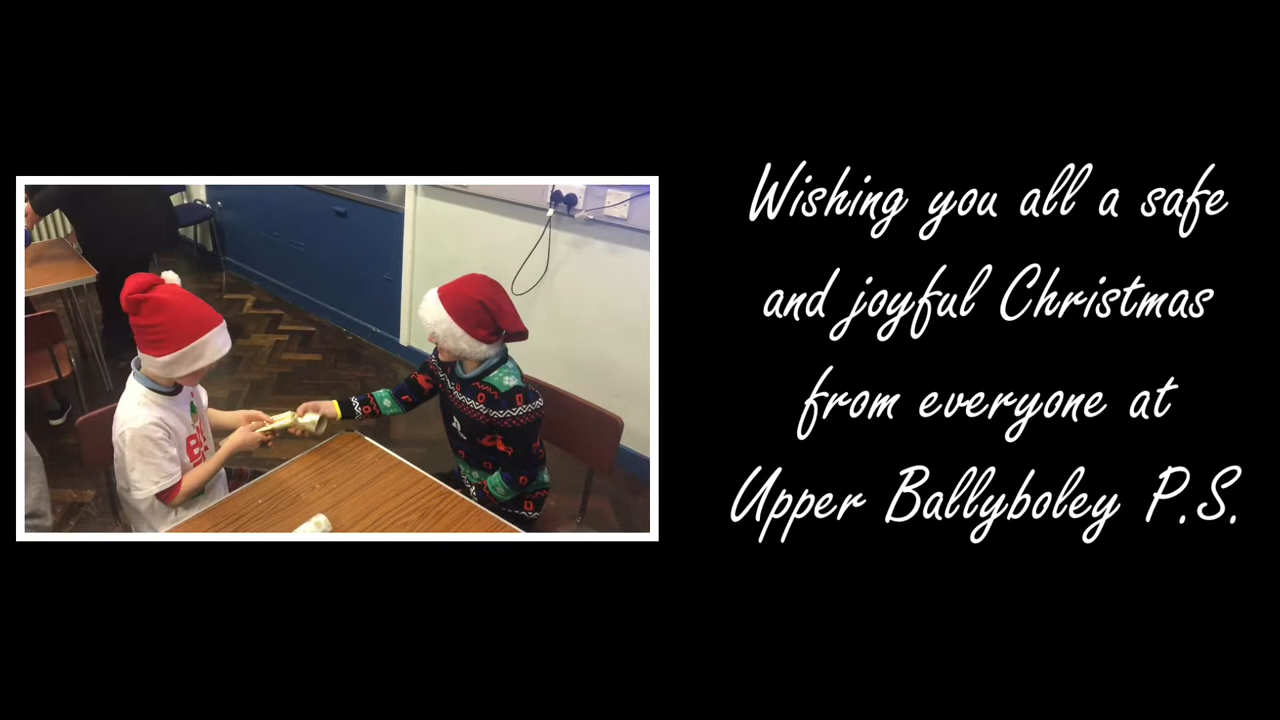 Wishing you all a safe
and joyful Christmas
from everyone at
Upper Ballyboley P.S.